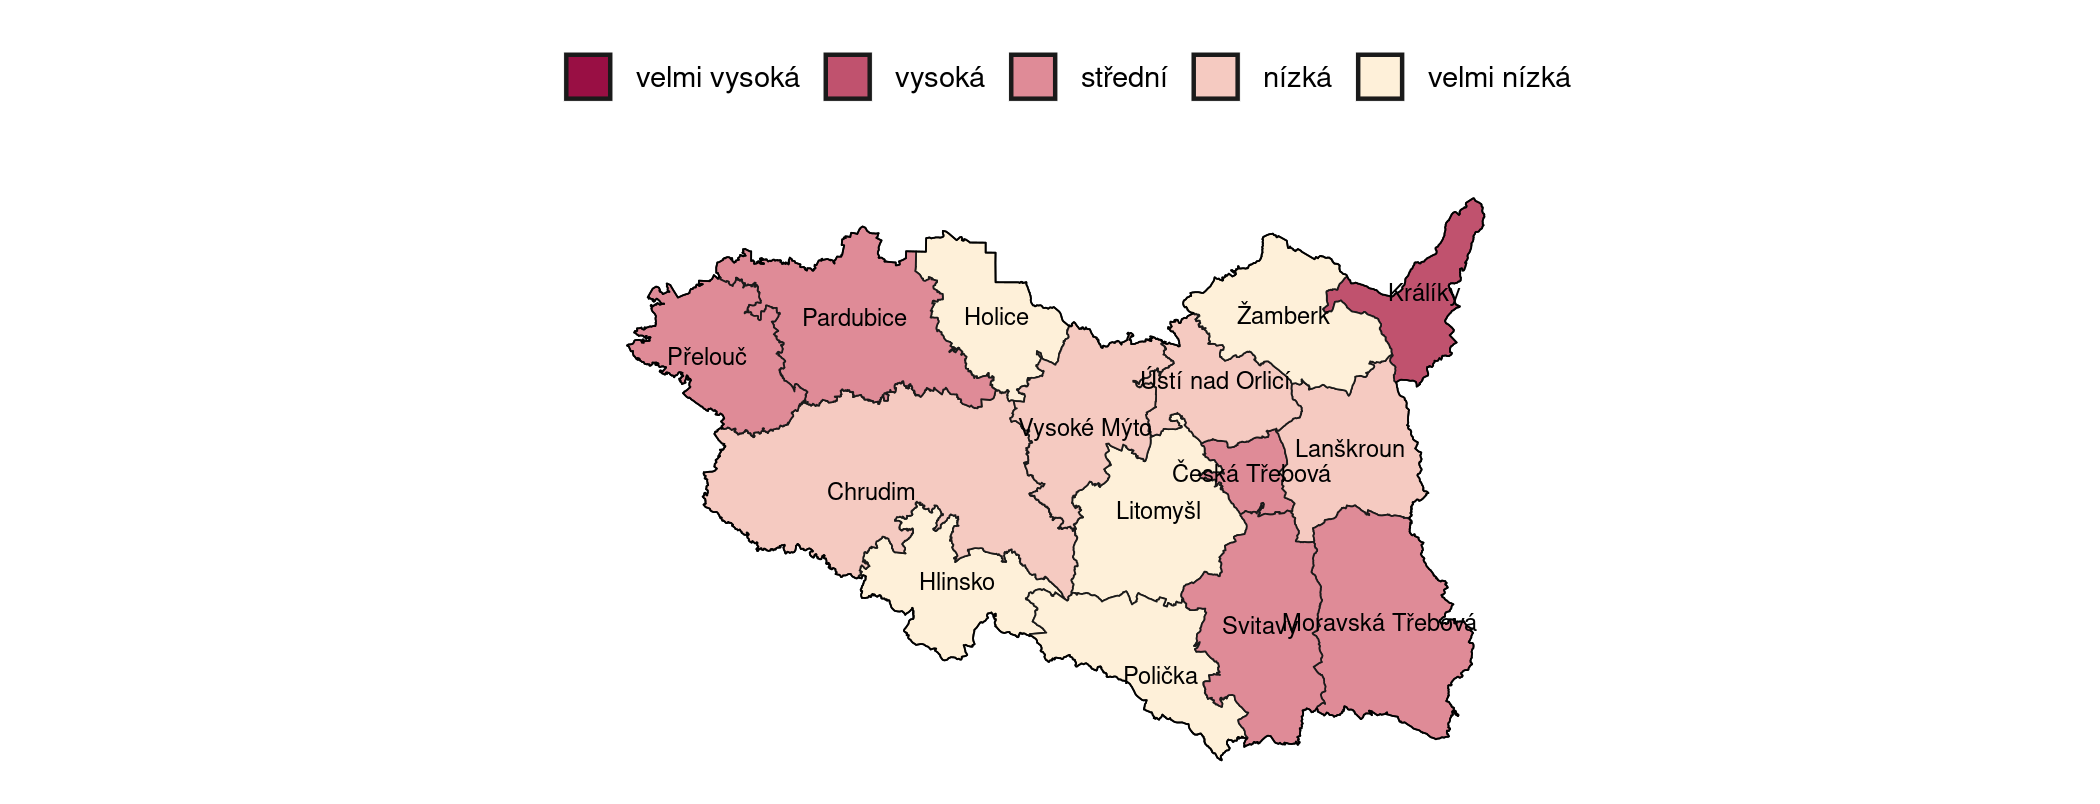 velmi vysoká
vysoká
střední
nízká
velmi nízká
Králíky
Žamberk
Holice
Pardubice
Přelouč
Ústí nad Orlicí
Vysoké Mýto
Lanškroun
Česká Třebová
Chrudim
Litomyšl
Hlinsko
Moravská Třebová
Svitavy
Polička